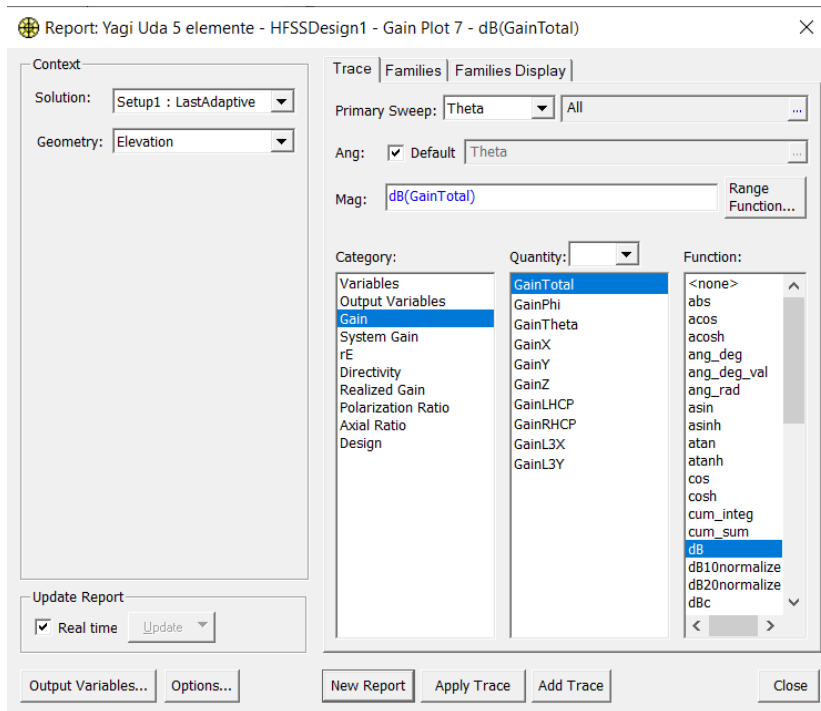 Report: Yagi Uda 5 elemente - HFSSDesign1 - Gain Plot 7 - dB(GainTotal)
Context
Solution: Setup1 : LastAdaptive
Geometry: Elevation
Update Report
Real time Update
Trace Families Families Display
Primary Sweep: Theta All ...
Ang: Default Theta ...
Mag: dB(GainTotal) Range Function...
Category:
Variables
Output Variables
Gain
System Gain
rE
Directivity
Realized Gain
Polarization Ratio
Axial Ratio
Design
Quantity:
GainTotal
GainPhi
GainTheta
GainX
GainY
GainZ
GainLHCP
GainRHCP
GainL3X
GainL3Y
Function:
<none>
abs
acos
acosh
ang_deg
ang_deg_val
ang_rad
asin
asinh
atan
atanh
cos
cosh
cum_integ
cum_sum
dB
dB10normalize
dB20normalize
dBc
Output Variables... Options... New Report Apply Trace Add Trace Close